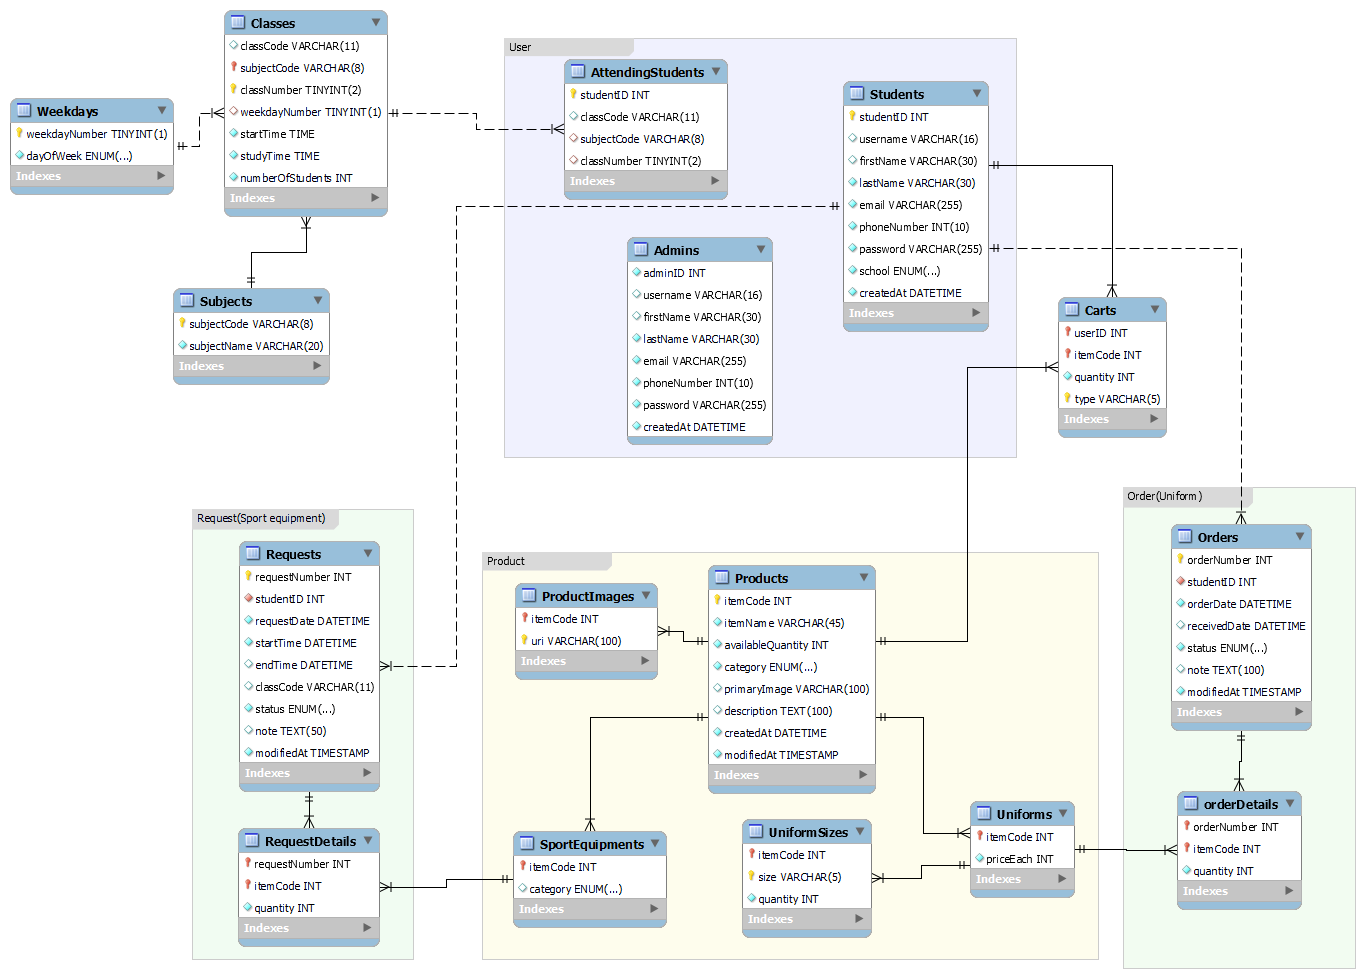 Classes
classCode VARCHAR(11)
subjectCode VARCHAR(8)
classNumber TINYINT(2)
weekdayNumber TINYINT(1)
startTime TIME
studyTime TIME
numberOfStudents INT
Indexes
Weekdays
weekdayNumber TINYINT(1)
dayOfWeek ENUM(...)
Indexes
Subjects
subjectCode VARCHAR(8)
subjectName VARCHAR(20)
Indexes
User
AttendingStudents
studentID INT
classCode VARCHAR(11)
subjectCode VARCHAR(8)
classNumber TINYINT(2)
Indexes
Students
studentID INT
username VARCHAR(16)
firstName VARCHAR(30)
lastName VARCHAR(30)
email VARCHAR(255)
phoneNumber INT(10)
password VARCHAR(255)
school ENUM(...)
createdAt DATETIME
Indexes
Admins
adminID INT
username VARCHAR(16)
firstName VARCHAR(30)
lastName VARCHAR(30)
email VARCHAR(255)
phoneNumber INT(10)
password VARCHAR(255)
createdAt DATETIME
Carts
userID INT
itemCode INT
quantity INT
type VARCHAR(5)
Indexes
Request(Sport equipment)
Requests
requestNumber INT
studentID INT
requestDate DATETIME
startTime DATETIME
endTime DATETIME
classCode VARCHAR(11)
status ENUM(...)
note TEXT(50)
modifiedAt TIMESTAMP
Indexes
RequestDetails
requestNumber INT
itemCode INT
quantity INT
Indexes
Product
ProductImages
itemCode INT
uri VARCHAR(100)
Indexes
Products
itemCode INT
itemName VARCHAR(45)
availableQuantity INT
category ENUM(...)
primaryImage VARCHAR(100)
description TEXT(100)
createdAt DATETIME
modifiedAt TIMESTAMP
Indexes
SportEquipments
itemCode INT
category ENUM(...)
Indexes
UniformSizes
itemCode INT
size VARCHAR(5)
quantity INT
Indexes
Uniforms
itemCode INT
priceEach INT
Indexes
Order(Uniform)
Orders
orderNumber INT
studentID INT
orderDate DATETIME
receivedDate DATETIME
status ENUM(...)
note TEXT(100)
modifiedAt TIMESTAMP
Indexes
orderDetails
orderNumber INT
itemCode INT
quantity INT
Indexes